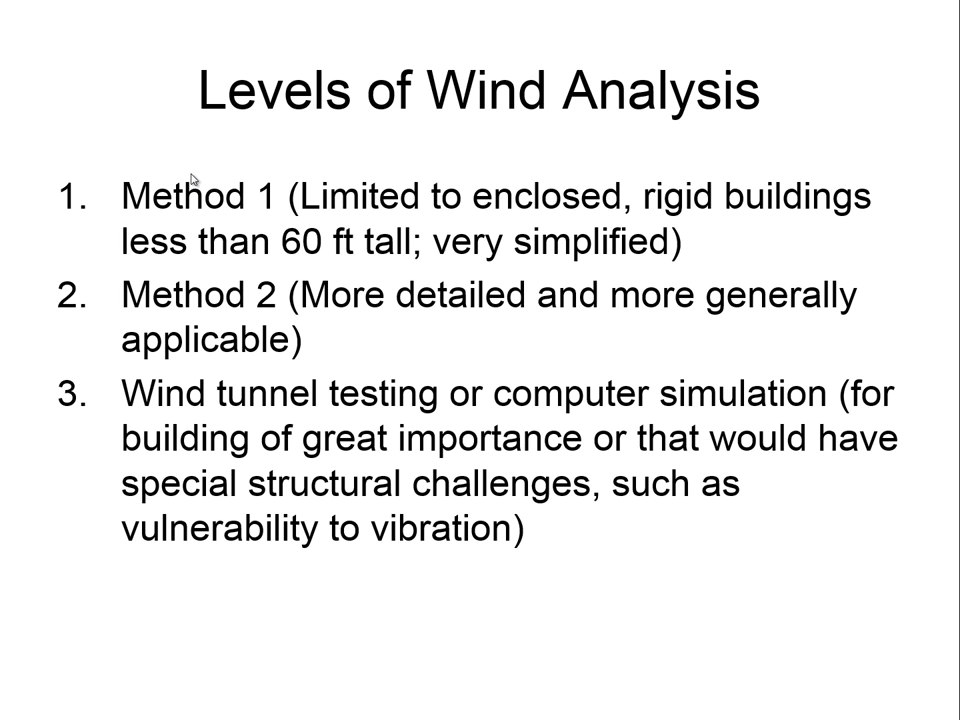 Levels of Wind Analysis
1. Method 1 (Limited to enclosed, rigid buildings
less than 60 ft tall; very simplified)
2. Method 2 (More detailed and more generally
applicable)
3. Wind tunnel testing or computer simulation (for
building of great importance or that would have
special structural challenges, such as
vulnerability to vibration)